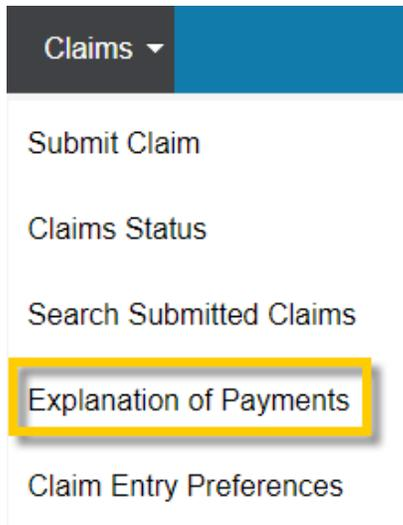 Claims
Submit Claim
Claims Status
Search Submitted Claims
Explanation of Payments
Claim Entry Preferences